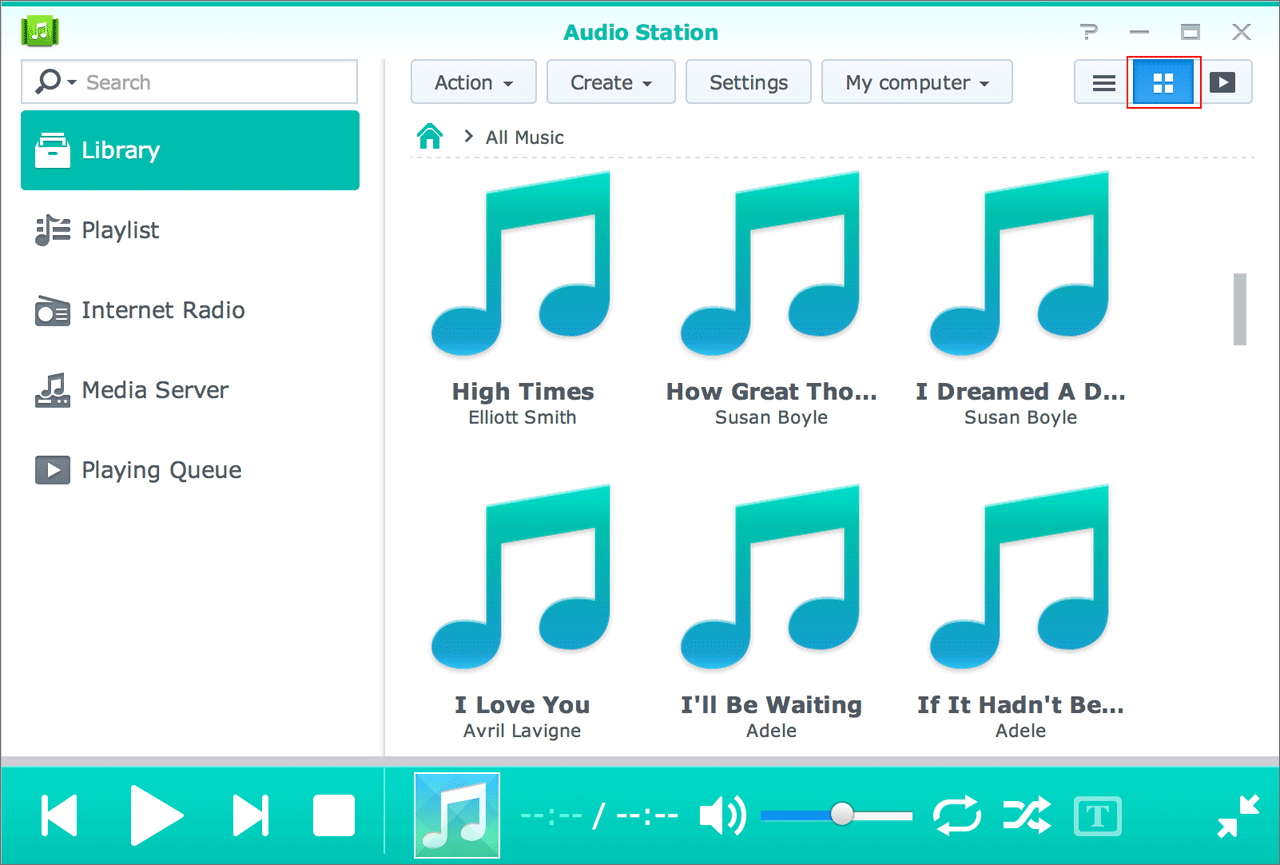 Audio Station
Search
Action Create Settings My computer
Library
All Music
Playlist
Internet Radio
Media Server
Playing Queue
High Times
Elliott Smith
How Great Tho...
Susan Boyle
I Dreamed A D...
Susan Boyle
I Love You
Avril Lavigne
I'll Be Waiting
Adele
If It Hadn't Be...
Adele
--:-- / --:--
T